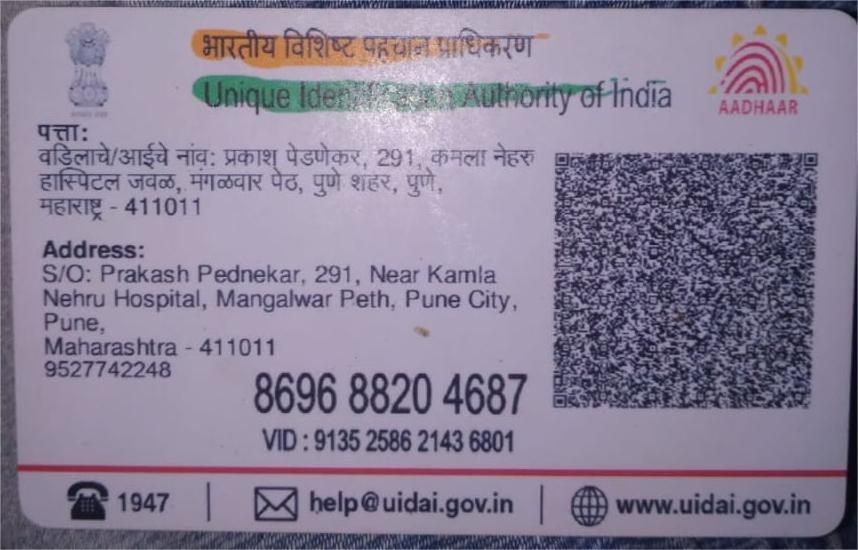 भारतीय विशिष्ट पहचान प्राधिकरण
Unique Identification Authority of India
AADHAAR
पत्ता:
वडिलाचे/आईचे नांव: प्रकाश पेडणेकर, 291, कमला नेहरु
हास्पिटल जवळ, मंगळवार पेठ, पुणे शहर, पुणे,
महाराष्ट्र - 411011
Address:
S/O: Prakash Pednekar, 291, Near Kamla
Nehru Hospital, Mangalwar Peth, Pune City,
Pune,
Maharashtra - 411011
9527742248
8696 8820 4687
VID : 9135 2586 2143 6801
1947 | help@uidai.gov.in | www.uidai.gov.in